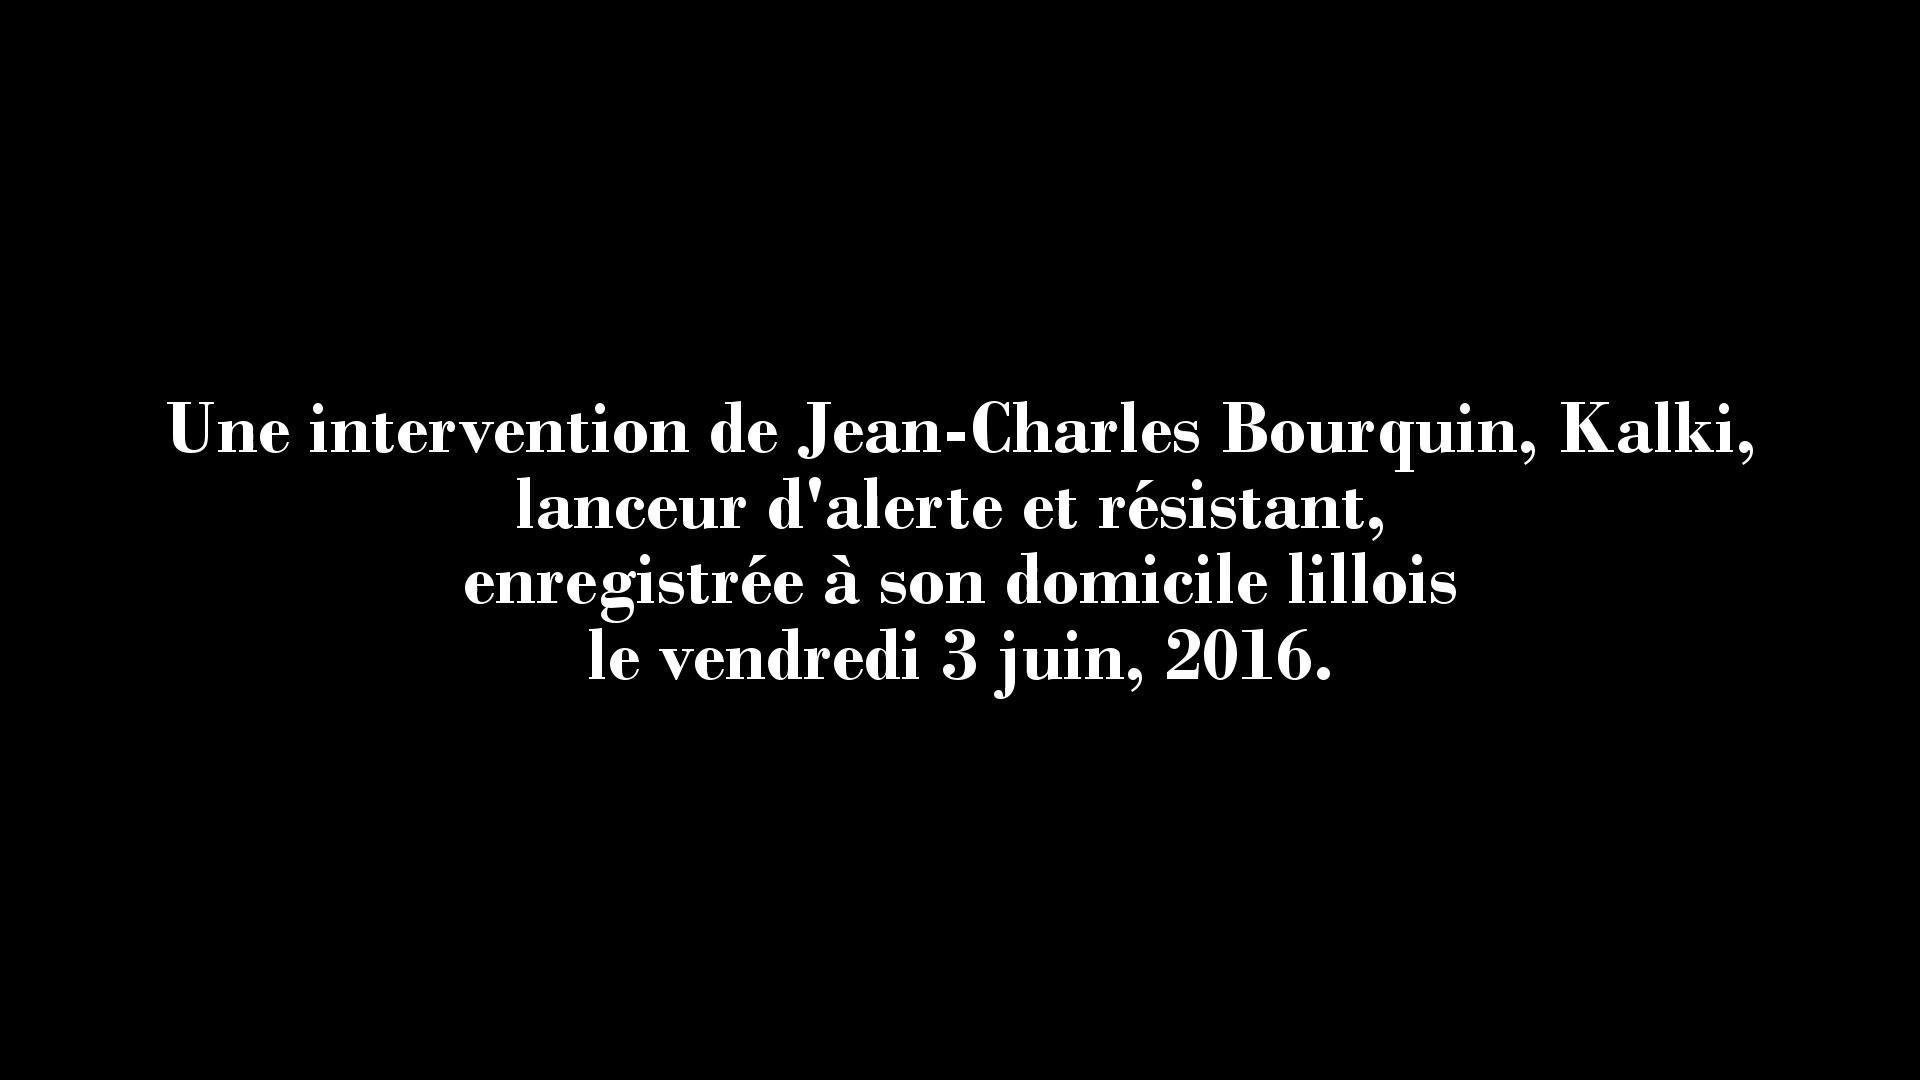 Une intervention de Jean-Charles Bourquin, Kalki,
lanceur d'alerte et résistant,
enregistrée à son domicile lillois
le vendredi 3 juin, 2016.